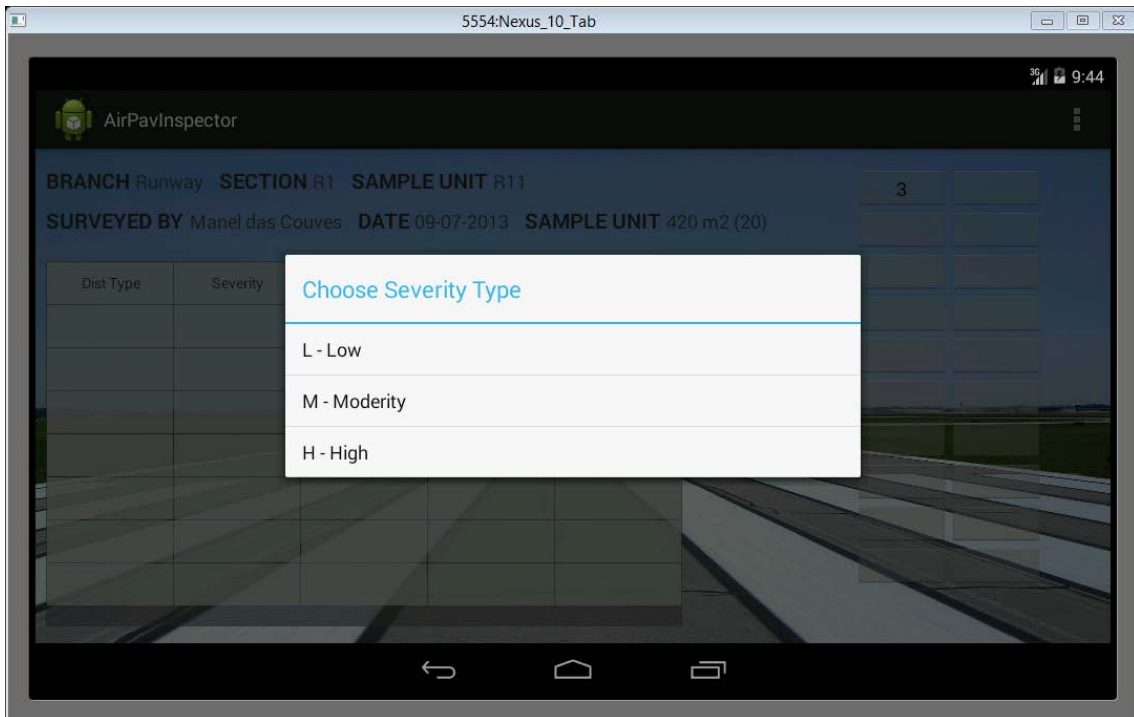 5554:Nexus_10_Tab
3G 9:44
AirPavInspector
BRANCH Runway SECTION R1 SAMPLE UNIT R11
3
SURVEYED BY Manel das Couves DATE 09-07-2013 SAMPLE UNIT 420 m2 (20)
Dist Type Severity
Choose Severity Type
L - Low
M - Moderity
H - High